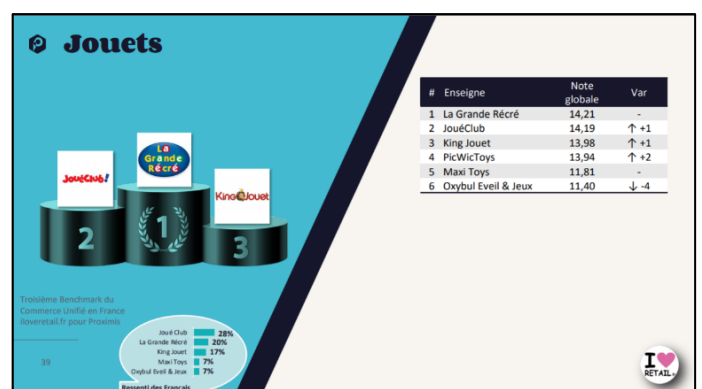 Jouets
# Enseigne Note globale Var
1 La Grande Récré 14,21 -
2 JouéClub 14,19 ↑ +1
3 King Jouet 13,98 ↑ +1
4 PicWicToys 13,94 ↑ +2
5 Maxi Toys 11,81 -
6 Oxybul Eveil & Jeux 11,40 ↓ -4
JouéClub!
La
Grande
Récré
King Jouet
2
1
3
Troisième Benchmark du
Commerce Unifié en France
iloveretail.fr pour Proximis
39
Joué Club 28%
La Grande Récré 20%
King Jouet 17%
Maxi Toys 7%
Oxybul Eveil & Jeux 7%
Ressenti des Français
I
RETAIL